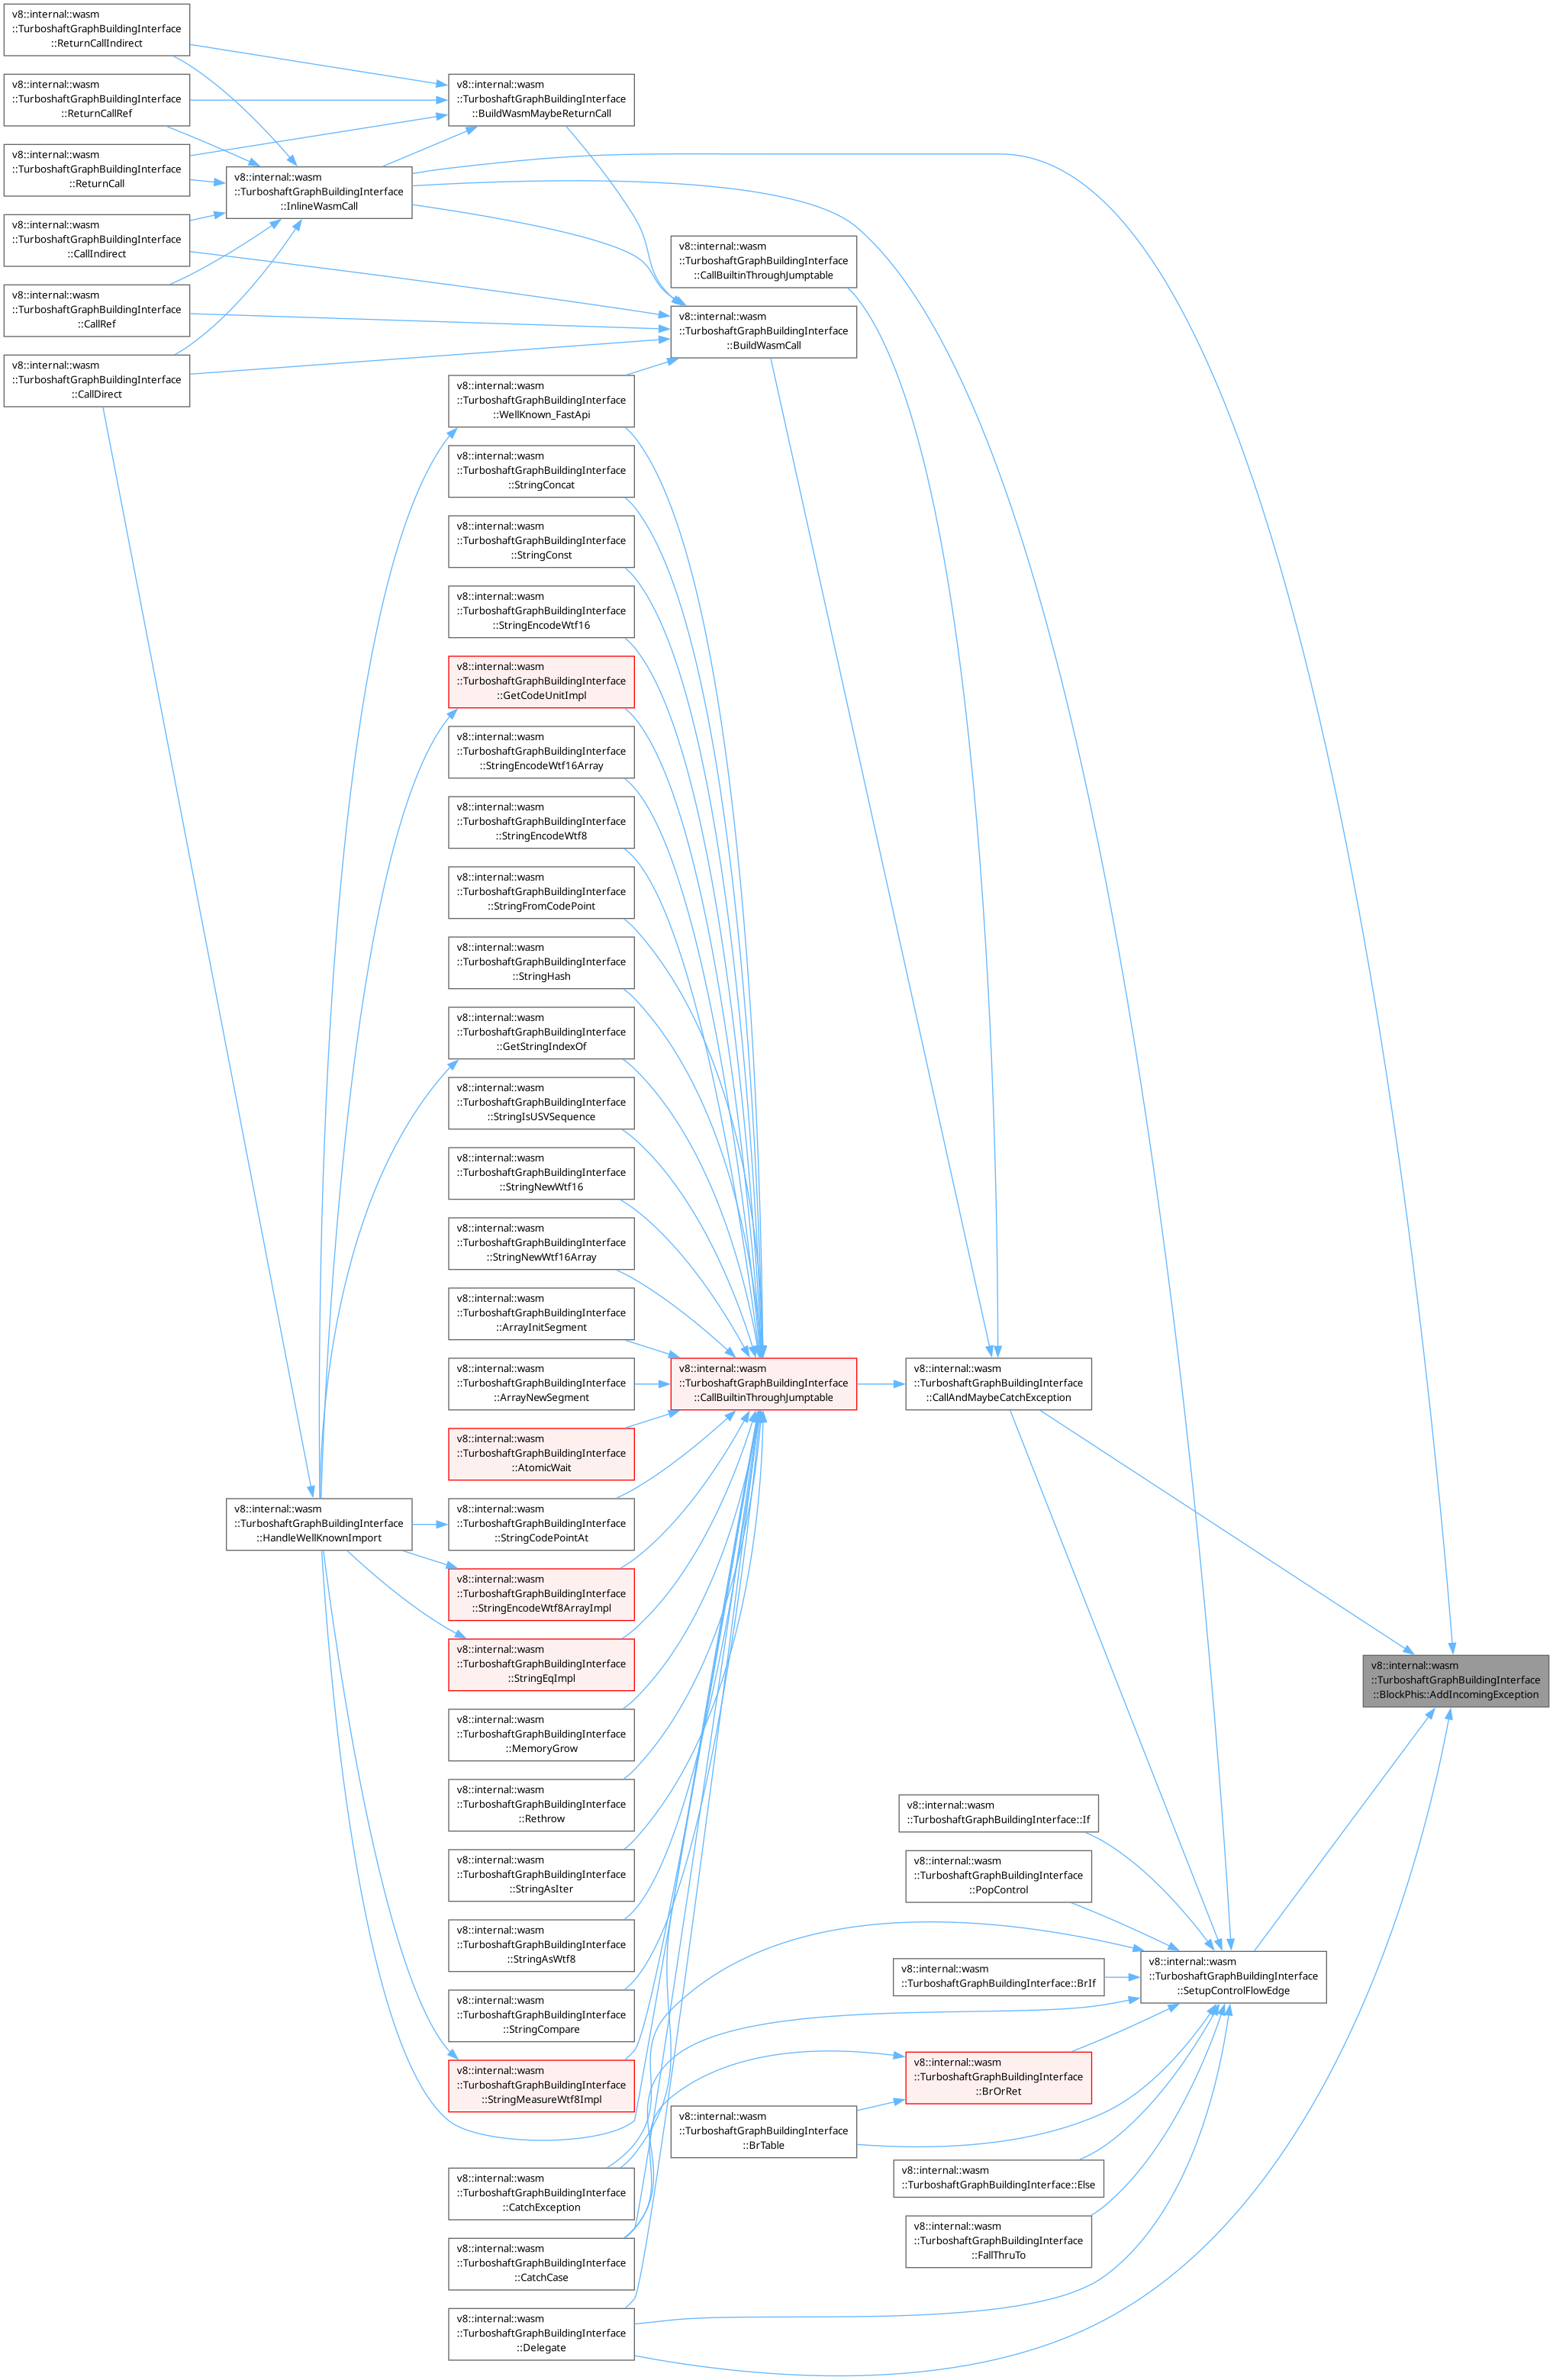 v8::internal::wasm
::TurboshaftGraphBuildingInterface
::ReturnCallIndirect
v8::internal::wasm
::TurboshaftGraphBuildingInterface
::ReturnCallRef
v8::internal::wasm
::TurboshaftGraphBuildingInterface
::ReturnCall
v8::internal::wasm
::TurboshaftGraphBuildingInterface
::CallIndirect
v8::internal::wasm
::TurboshaftGraphBuildingInterface
::CallRef
v8::internal::wasm
::TurboshaftGraphBuildingInterface
::CallDirect
v8::internal::wasm
::TurboshaftGraphBuildingInterface
::InlineWasmCall
v8::internal::wasm
::TurboshaftGraphBuildingInterface
::HandleWellKnownImport
v8::internal::wasm
::TurboshaftGraphBuildingInterface
::BuildWasmMaybeReturnCall
v8::internal::wasm
::TurboshaftGraphBuildingInterface
::WellKnown_FastApi
v8::internal::wasm
::TurboshaftGraphBuildingInterface
::StringConcat
v8::internal::wasm
::TurboshaftGraphBuildingInterface
::StringConst
v8::internal::wasm
::TurboshaftGraphBuildingInterface
::StringEncodeWtf16
v8::internal::wasm
::TurboshaftGraphBuildingInterface
::GetCodeUnitImpl
v8::internal::wasm
::TurboshaftGraphBuildingInterface
::StringEncodeWtf16Array
v8::internal::wasm
::TurboshaftGraphBuildingInterface
::StringEncodeWtf8
v8::internal::wasm
::TurboshaftGraphBuildingInterface
::StringFromCodePoint
v8::internal::wasm
::TurboshaftGraphBuildingInterface
::StringHash
v8::internal::wasm
::TurboshaftGraphBuildingInterface
::GetStringIndexOf
v8::internal::wasm
::TurboshaftGraphBuildingInterface
::StringIsUSVSequence
v8::internal::wasm
::TurboshaftGraphBuildingInterface
::StringNewWtf16
v8::internal::wasm
::TurboshaftGraphBuildingInterface
::StringNewWtf16Array
v8::internal::wasm
::TurboshaftGraphBuildingInterface
::ArrayInitSegment
v8::internal::wasm
::TurboshaftGraphBuildingInterface
::ArrayNewSegment
v8::internal::wasm
::TurboshaftGraphBuildingInterface
::AtomicWait
v8::internal::wasm
::TurboshaftGraphBuildingInterface
::StringCodePointAt
v8::internal::wasm
::TurboshaftGraphBuildingInterface
::StringEncodeWtf8ArrayImpl
v8::internal::wasm
::TurboshaftGraphBuildingInterface
::StringEqImpl
v8::internal::wasm
::TurboshaftGraphBuildingInterface
::MemoryGrow
v8::internal::wasm
::TurboshaftGraphBuildingInterface
::Rethrow
v8::internal::wasm
::TurboshaftGraphBuildingInterface
::StringAsIter
v8::internal::wasm
::TurboshaftGraphBuildingInterface
::StringAsWtf8
v8::internal::wasm
::TurboshaftGraphBuildingInterface
::StringCompare
v8::internal::wasm
::TurboshaftGraphBuildingInterface
::StringMeasureWtf8Impl
v8::internal::wasm
::TurboshaftGraphBuildingInterface
::CatchException
v8::internal::wasm
::TurboshaftGraphBuildingInterface
::CatchCase
v8::internal::wasm
::TurboshaftGraphBuildingInterface
::Delegate
v8::internal::wasm
::TurboshaftGraphBuildingInterface
::CallBuiltinThroughJumptable
v8::internal::wasm
::TurboshaftGraphBuildingInterface
::BuildWasmCall
v8::internal::wasm
::TurboshaftGraphBuildingInterface
::CallBuiltinThroughJumptable
v8::internal::wasm
::TurboshaftGraphBuildingInterface
::BrTable
v8::internal::wasm
::TurboshaftGraphBuildingInterface
::CallAndMaybeCatchException
v8::internal::wasm
::TurboshaftGraphBuildingInterface::If
v8::internal::wasm
::TurboshaftGraphBuildingInterface
::PopControl
v8::internal::wasm
::TurboshaftGraphBuildingInterface::BrIf
v8::internal::wasm
::TurboshaftGraphBuildingInterface
::BrOrRet
v8::internal::wasm
::TurboshaftGraphBuildingInterface::Else
v8::internal::wasm
::TurboshaftGraphBuildingInterface
::FallThruTo
v8::internal::wasm
::TurboshaftGraphBuildingInterface
::SetupControlFlowEdge
v8::internal::wasm
::TurboshaftGraphBuildingInterface
::BlockPhis::AddIncomingException